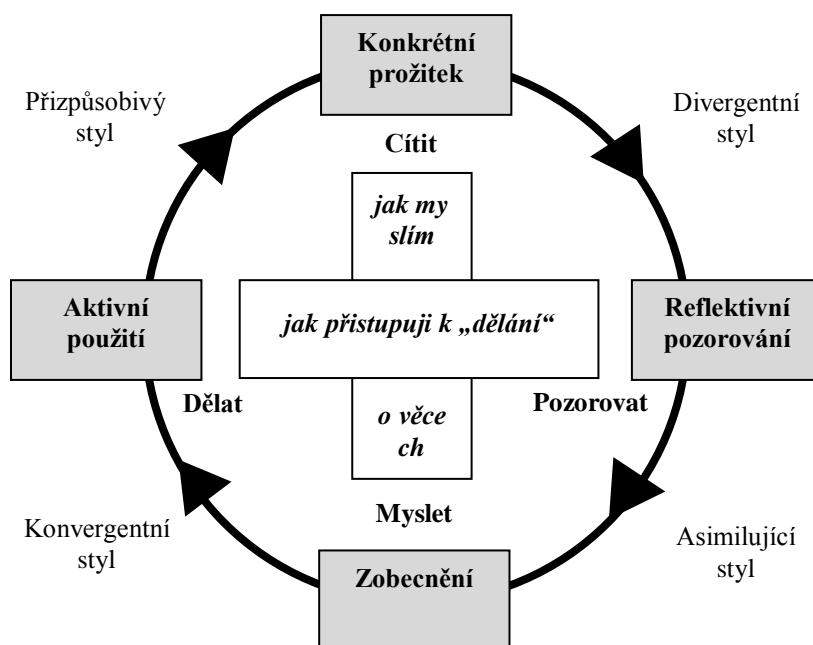 Konkrétní
prožitek
Přizpůsobivý
styl
Divergentní
styl
Cítit
jak my
slím
Aktivní
použití
jak přistupuji k „dělání“
Reflektivní
pozorování
Dělat
o věce
ch
Pozorovat
Myslet
Konvergentní
styl
Asimilující
styl
Zobecnění